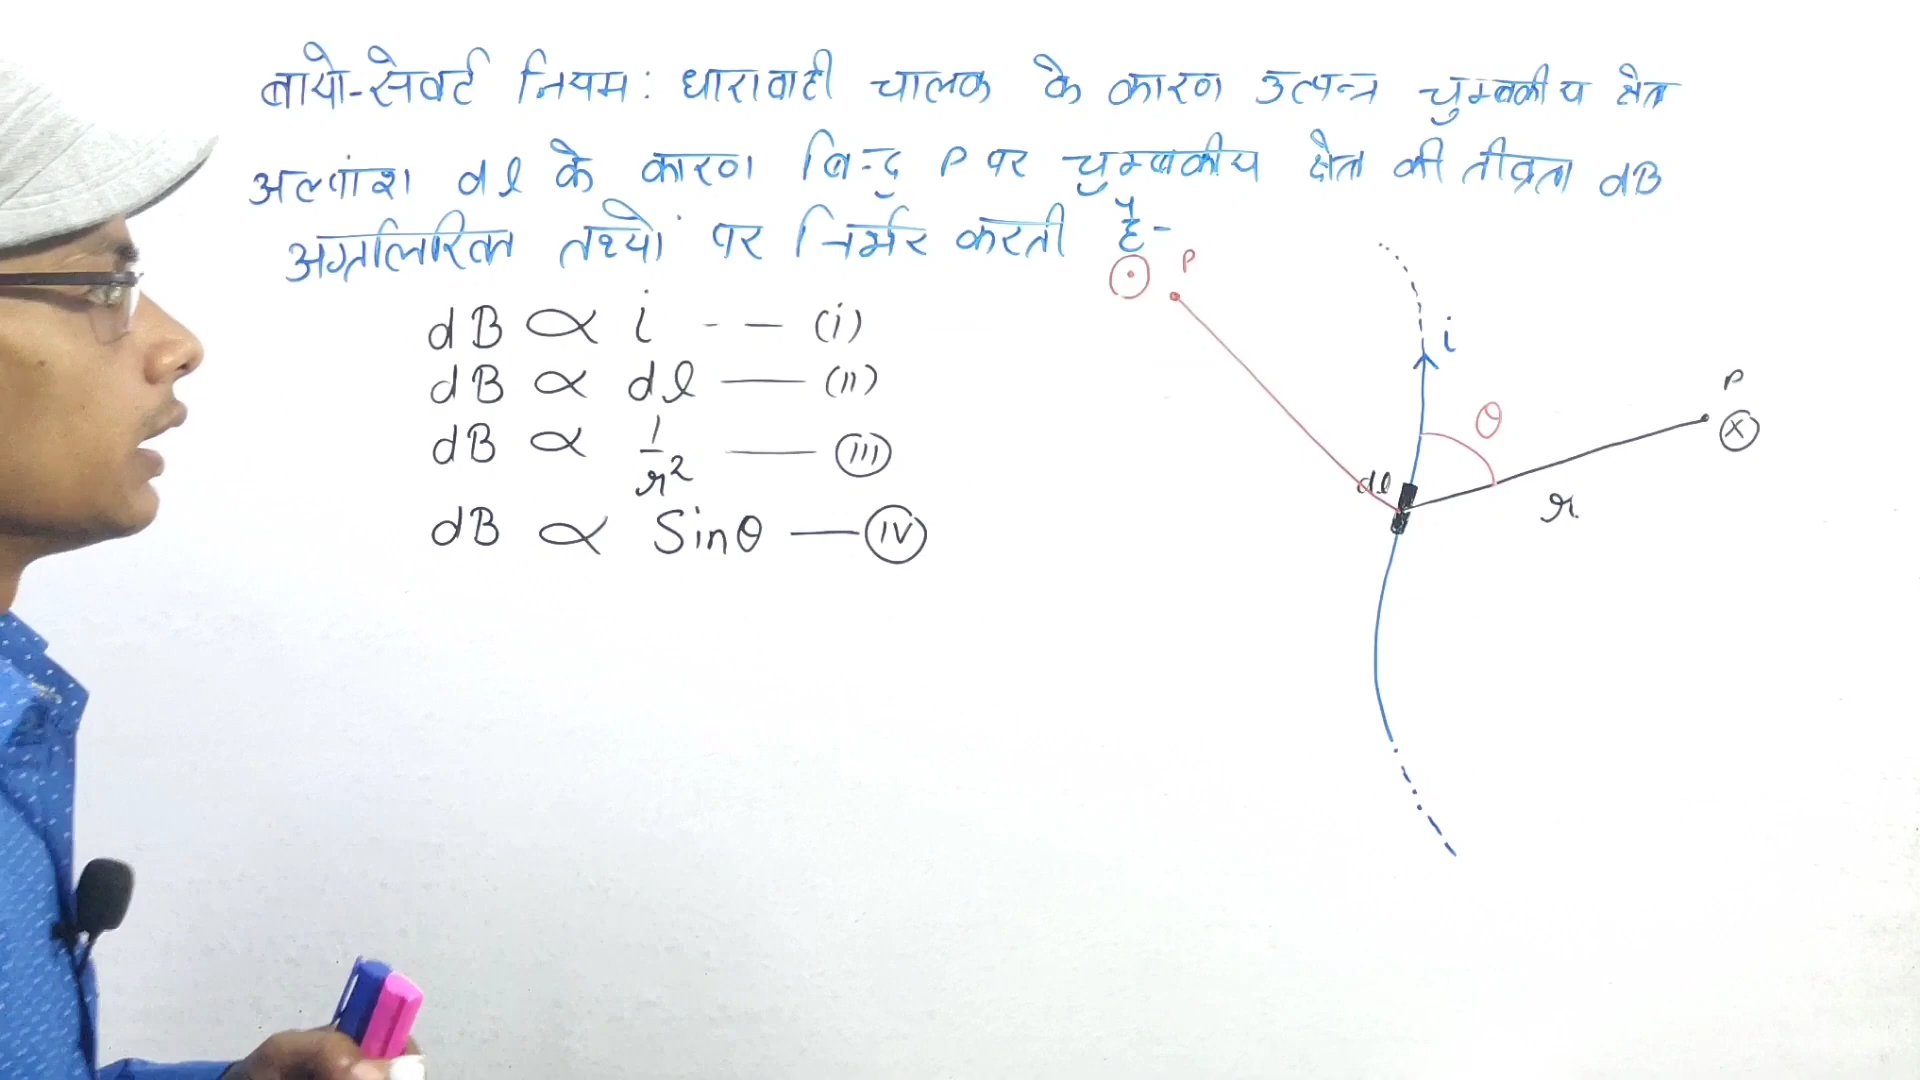 बायो-सेवर्ट नियम: धारावाही चालक के कारण उत्पन्न चुम्बकीय क्षेत्र
अल्पांश dl के कारण बिन्दु P पर चुम्बकीय क्षेत्र की तीव्रता dB
अग्रलिखित तथ्यों पर निर्भर करती है-
dB ∝ i -- — (i)
dB ∝ dl — (II)
dB ∝ 1/r² — (III)
dB ∝ Sinθ — (IV)
P
i
P
θ
dl
r